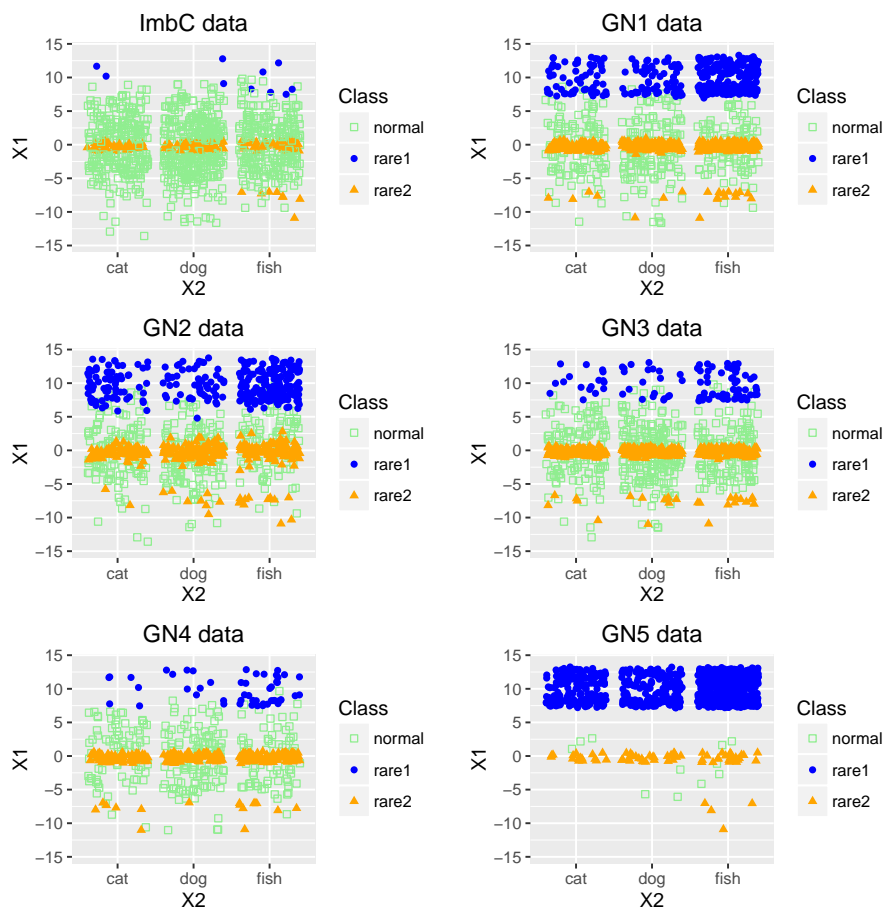 ImbC data
15
10
5
0
−5
−10
−15
X1
cat dog fish
X2
Class
normal
rare1
rare2
GN1 data
15
10
5
0
−5
−10
−15
X1
cat dog fish
X2
Class
normal
rare1
rare2
GN2 data
15
10
5
0
−5
−10
−15
X1
cat dog fish
X2
Class
normal
rare1
rare2
GN3 data
15
10
5
0
−5
−10
−15
X1
cat dog fish
X2
Class
normal
rare1
rare2
GN4 data
15
10
5
0
−5
−10
−15
X1
cat dog fish
X2
Class
normal
rare1
rare2
GN5 data
15
10
5
0
−5
−10
−15
X1
cat dog fish
X2
Class
normal
rare1
rare2